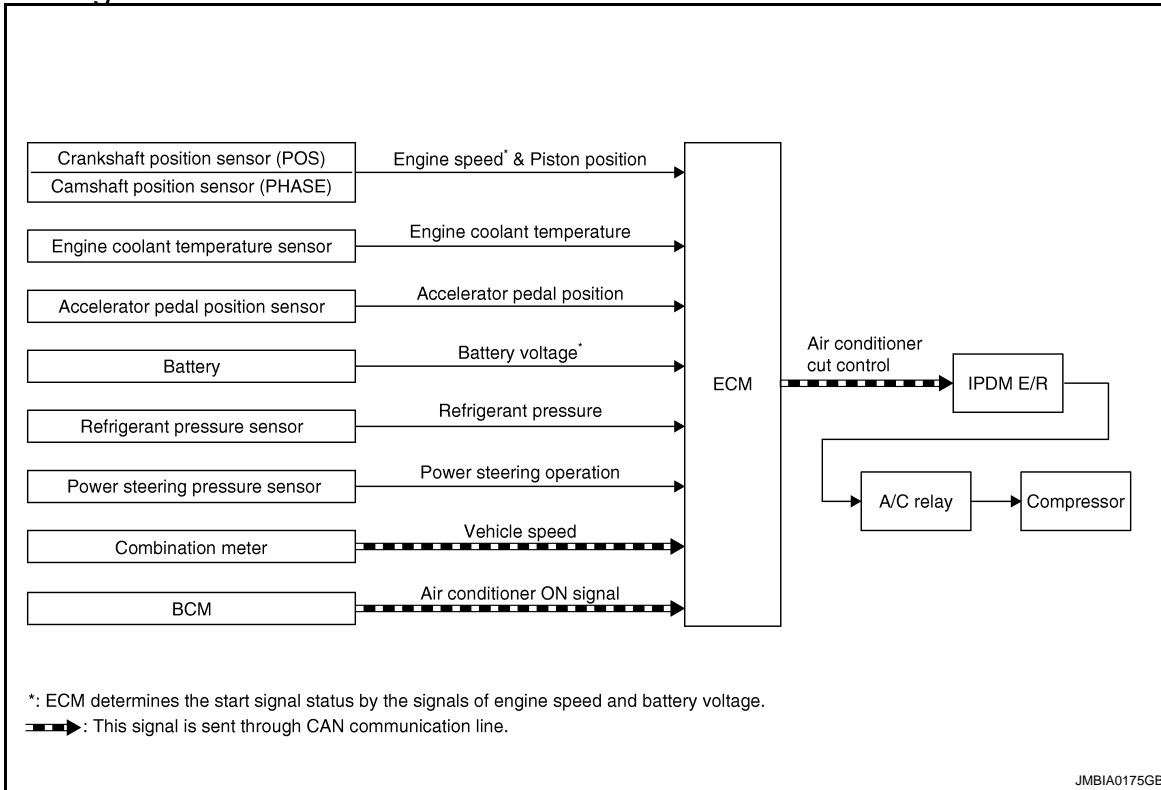 Crankshaft position sensor (POS)
Camshaft position sensor (PHASE)
Engine speed* & Piston position
Engine coolant temperature sensor
Engine coolant temperature
Accelerator pedal position sensor
Accelerator pedal position
Battery
Battery voltage*
Refrigerant pressure sensor
Refrigerant pressure
Power steering pressure sensor
Power steering operation
Combination meter
Vehicle speed
BCM
Air conditioner ON signal
ECM
Air conditioner
cut control
IPDM E/R
A/C relay
Compressor
*: ECM determines the start signal status by the signals of engine speed and battery voltage.
: This signal is sent through CAN communication line.
JMBIA0175GB